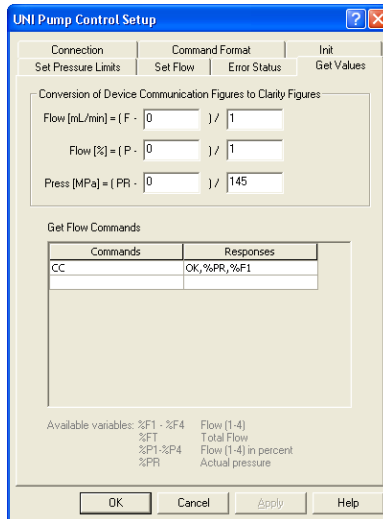 UNI Pump Control Setup
Connection Command Format Init
Set Pressure Limits Set Flow Error Status Get Values
Conversion of Device Communication Figures to Clarity Figures
Flow [mL/min] = ( F - 0 ) / 1
Flow [%] = ( P - 0 ) / 1
Press [MPa] = ( PR - 0 ) / 145
Get Flow Commands
Commands Responses
CC OK,%PR,%F1
Available variables: %F1 - %F4 Flow (1-4)
%FT Total Flow
%P1-%P4 Flow (1-4) in percent
%PR Actual pressure
OK Cancel Apply Help